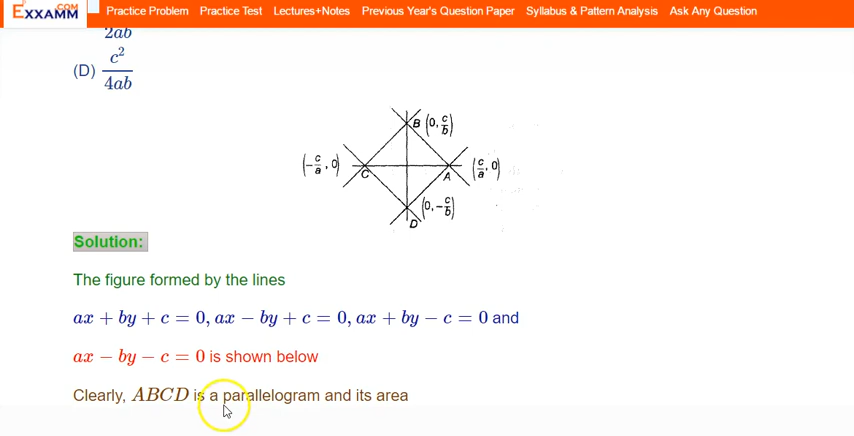 EXXAMM .COM Practice Problem Practice Test Lectures+Notes Previous Year's Question Paper Syllabus & Pattern Analysis Ask Any Question
2ab
(D) c²/4ab
B (0, c/b)
(-c/a, 0) C A (c/a, 0)
D (0, -c/b)
Solution:
The figure formed by the lines
ax + by + c = 0, ax − by + c = 0, ax + by − c = 0 and
ax − by − c = 0 is shown below
Clearly, ABCD is a parallelogram and its area